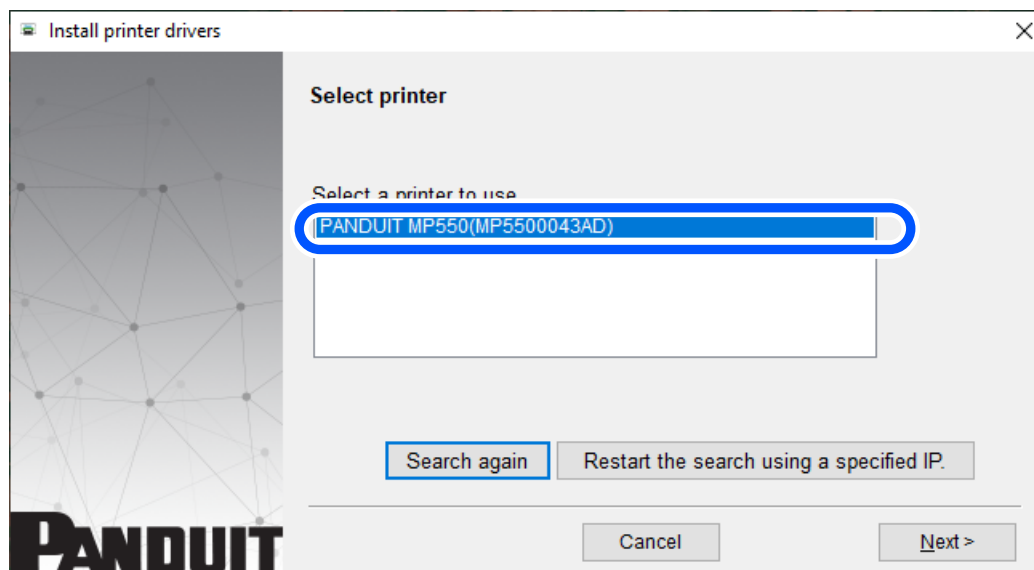 Install printer drivers
Select printer
Select a printer to use
PANDUIT MP550(MP5500043AD)
Search again
Restart the search using a specified IP.
PANDUIT
Cancel
Next >